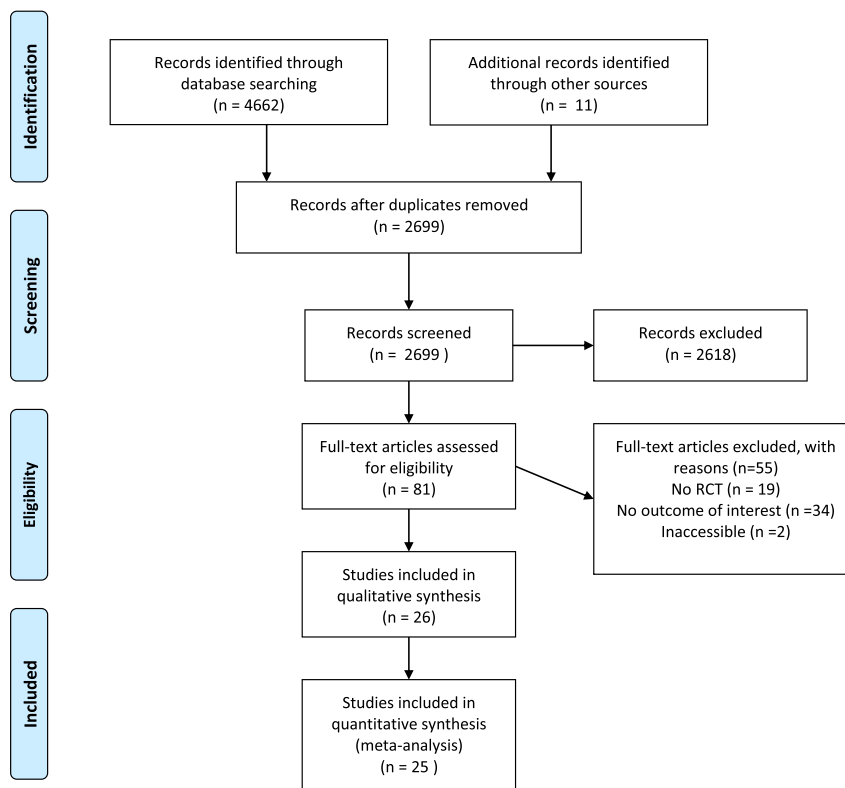 Identification
Records identified through
database searching
(n = 4662)
Additional records identified
through other sources
(n =  11)
Records after duplicates removed
(n = 2699)
Screening
Records screened
(n =  2699 )
Records excluded
(n = 2618)
Eligibility
Full-text articles assessed
for eligibility
(n = 81)
Full-text articles excluded, with
reasons (n=55)
No RCT (n = 19)
No outcome of interest (n =34)
Inaccessible (n =2)
Studies included in
qualitative synthesis
(n = 26)
Included
Studies included in
quantitative synthesis
(meta-analysis)
(n = 25 )